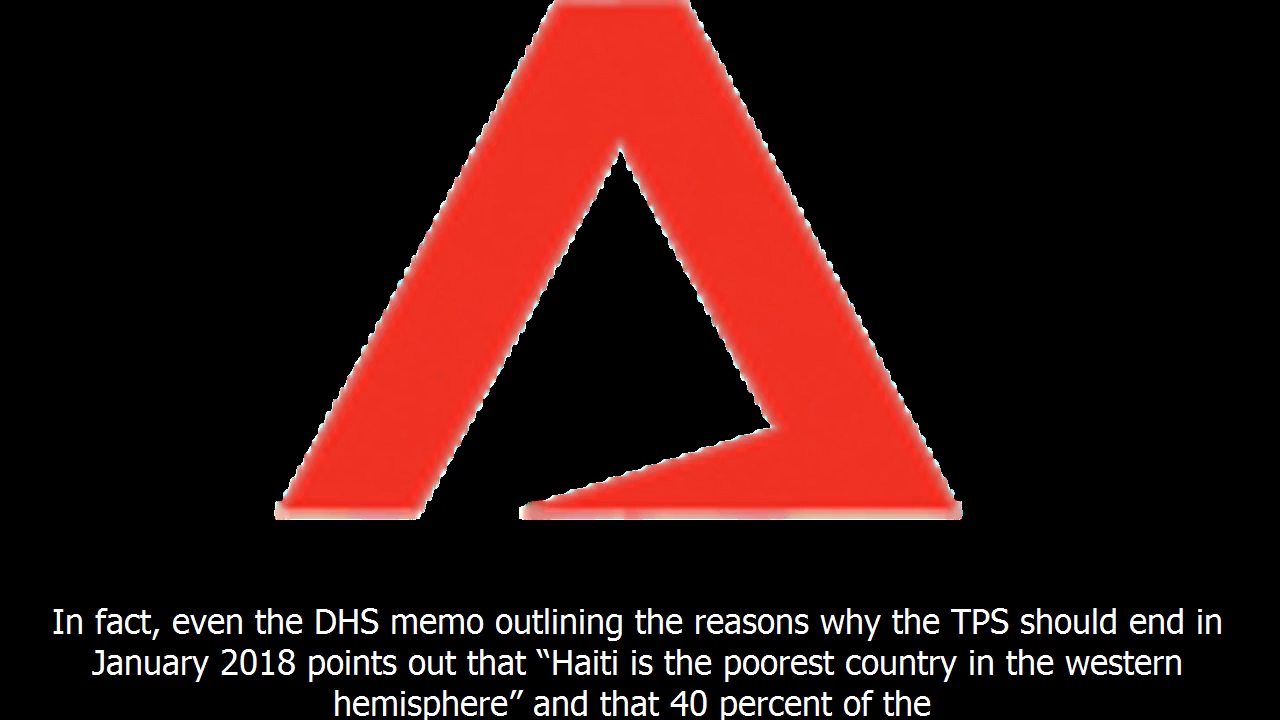 In fact, even the DHS memo outlining the reasons why the TPS should end in
January 2018 points out that “Haiti is the poorest country in the western
hemisphere” and that 40 percent of the